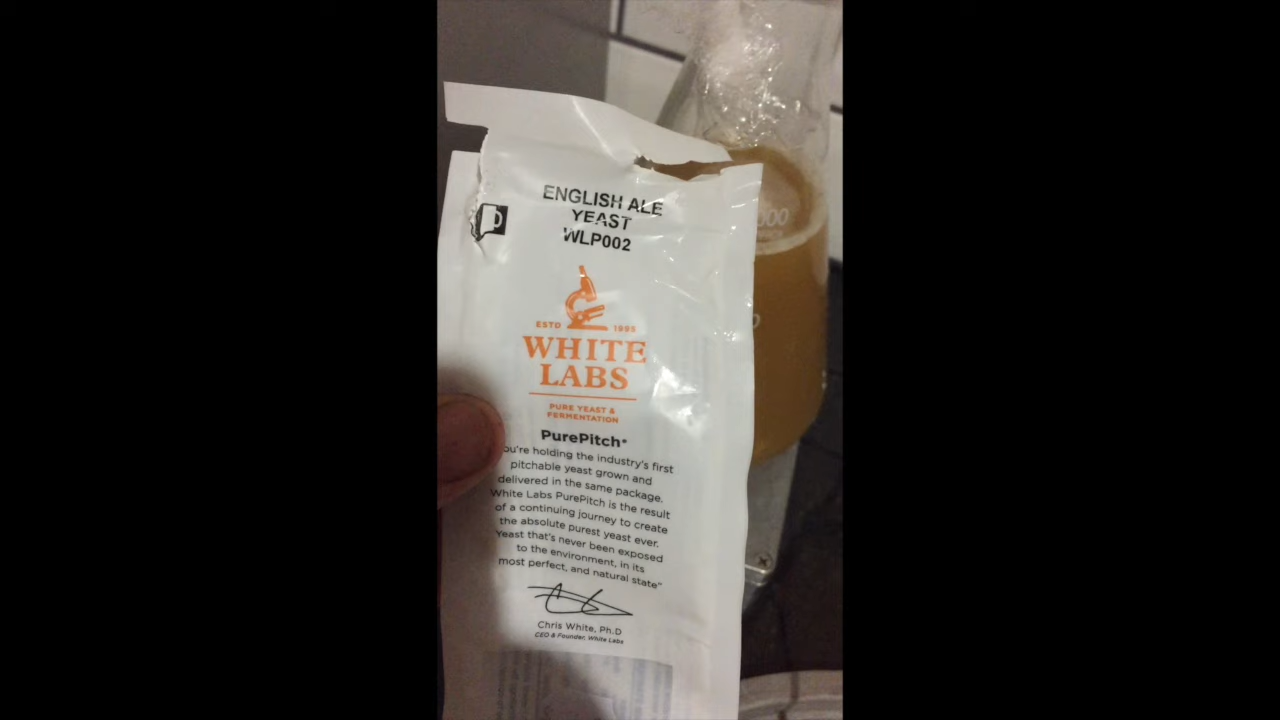 ENGLISH ALE
YEAST
WLP002
ESTD 1995
WHITE
LABS
PURE YEAST &
FERMENTATION
PurePitch®
ou're holding the industry's first
pitchable yeast grown and
delivered in the same package.
White Labs PurePitch is the result
of a continuing journey to create
the absolute purest yeast ever.
Yeast that's never been exposed
to the environment, in its
most perfect, and natural state"
Chris White, Ph.D
CEO & Founder, White Labs
000